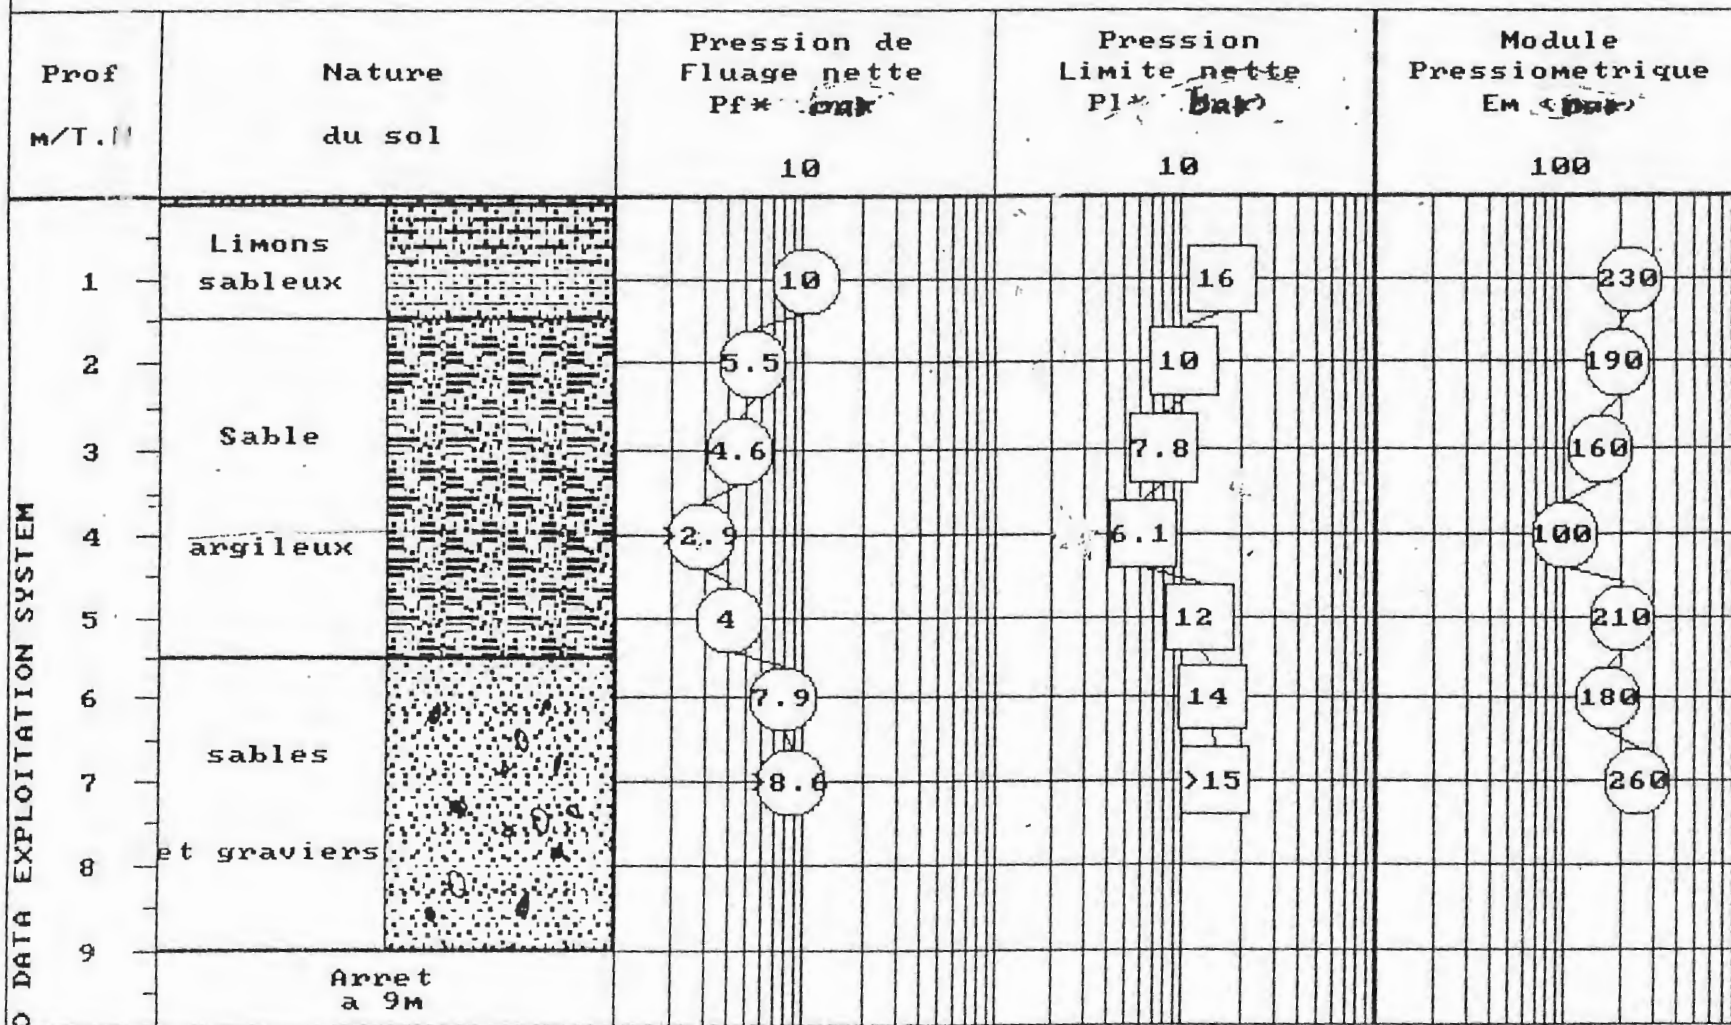 Prof
M/T.N
Nature
du sol
Pression de
Fluage nette
Pf* bar
10
Pression
Limite nette
Pl* bar)
10
Module
Pressiometrique
EM <bar>
100
DATA EXPLOITATION SYSTEM
Limons
sableux
1
10
16
230
2
5.5
10
190
Sable
3
4.6
7.8
160
argileux
4
>2.9
6.1
100
5
4
12
210
6
7.9
14
180
sables
7
>8.6
>15
260
et graviers
8
9
Arret
a 9M